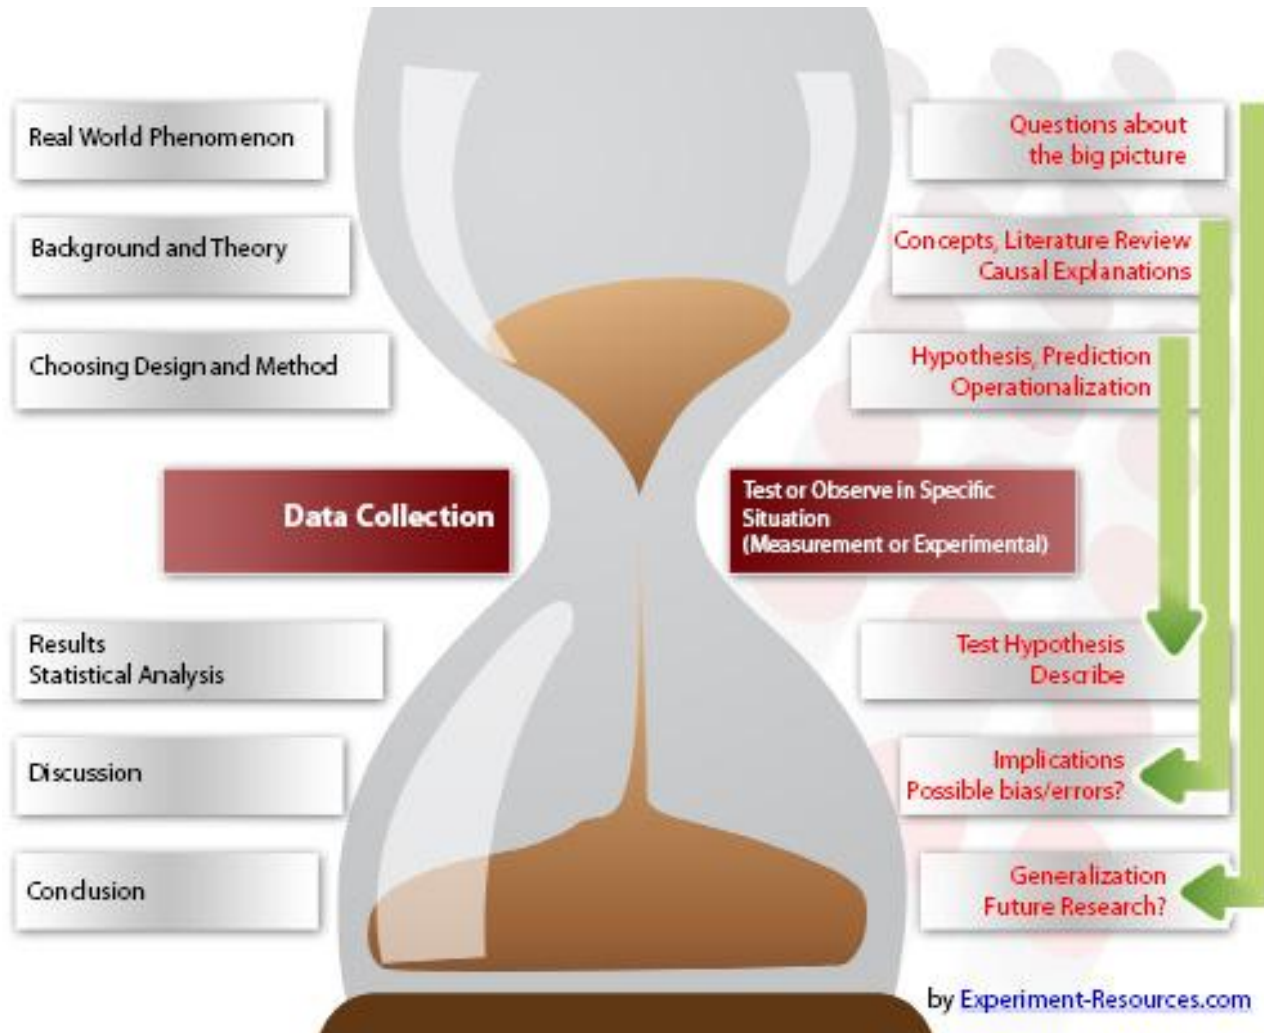 Real World Phenomenon
Questions about
the big picture
Background and Theory
Concepts, Literature Review
Causal Explanations
Choosing Design and Method
Hypothesis, Prediction
Operationalization
Data Collection
Test or Observe in Specific
Situation
(Measurement or Experimental)
Results
Statistical Analysis
Test Hypothesis
Describe
Discussion
Implications
Possible bias/errors?
Conclusion
Generalization
Future Research?
by Experiment-Resources.com